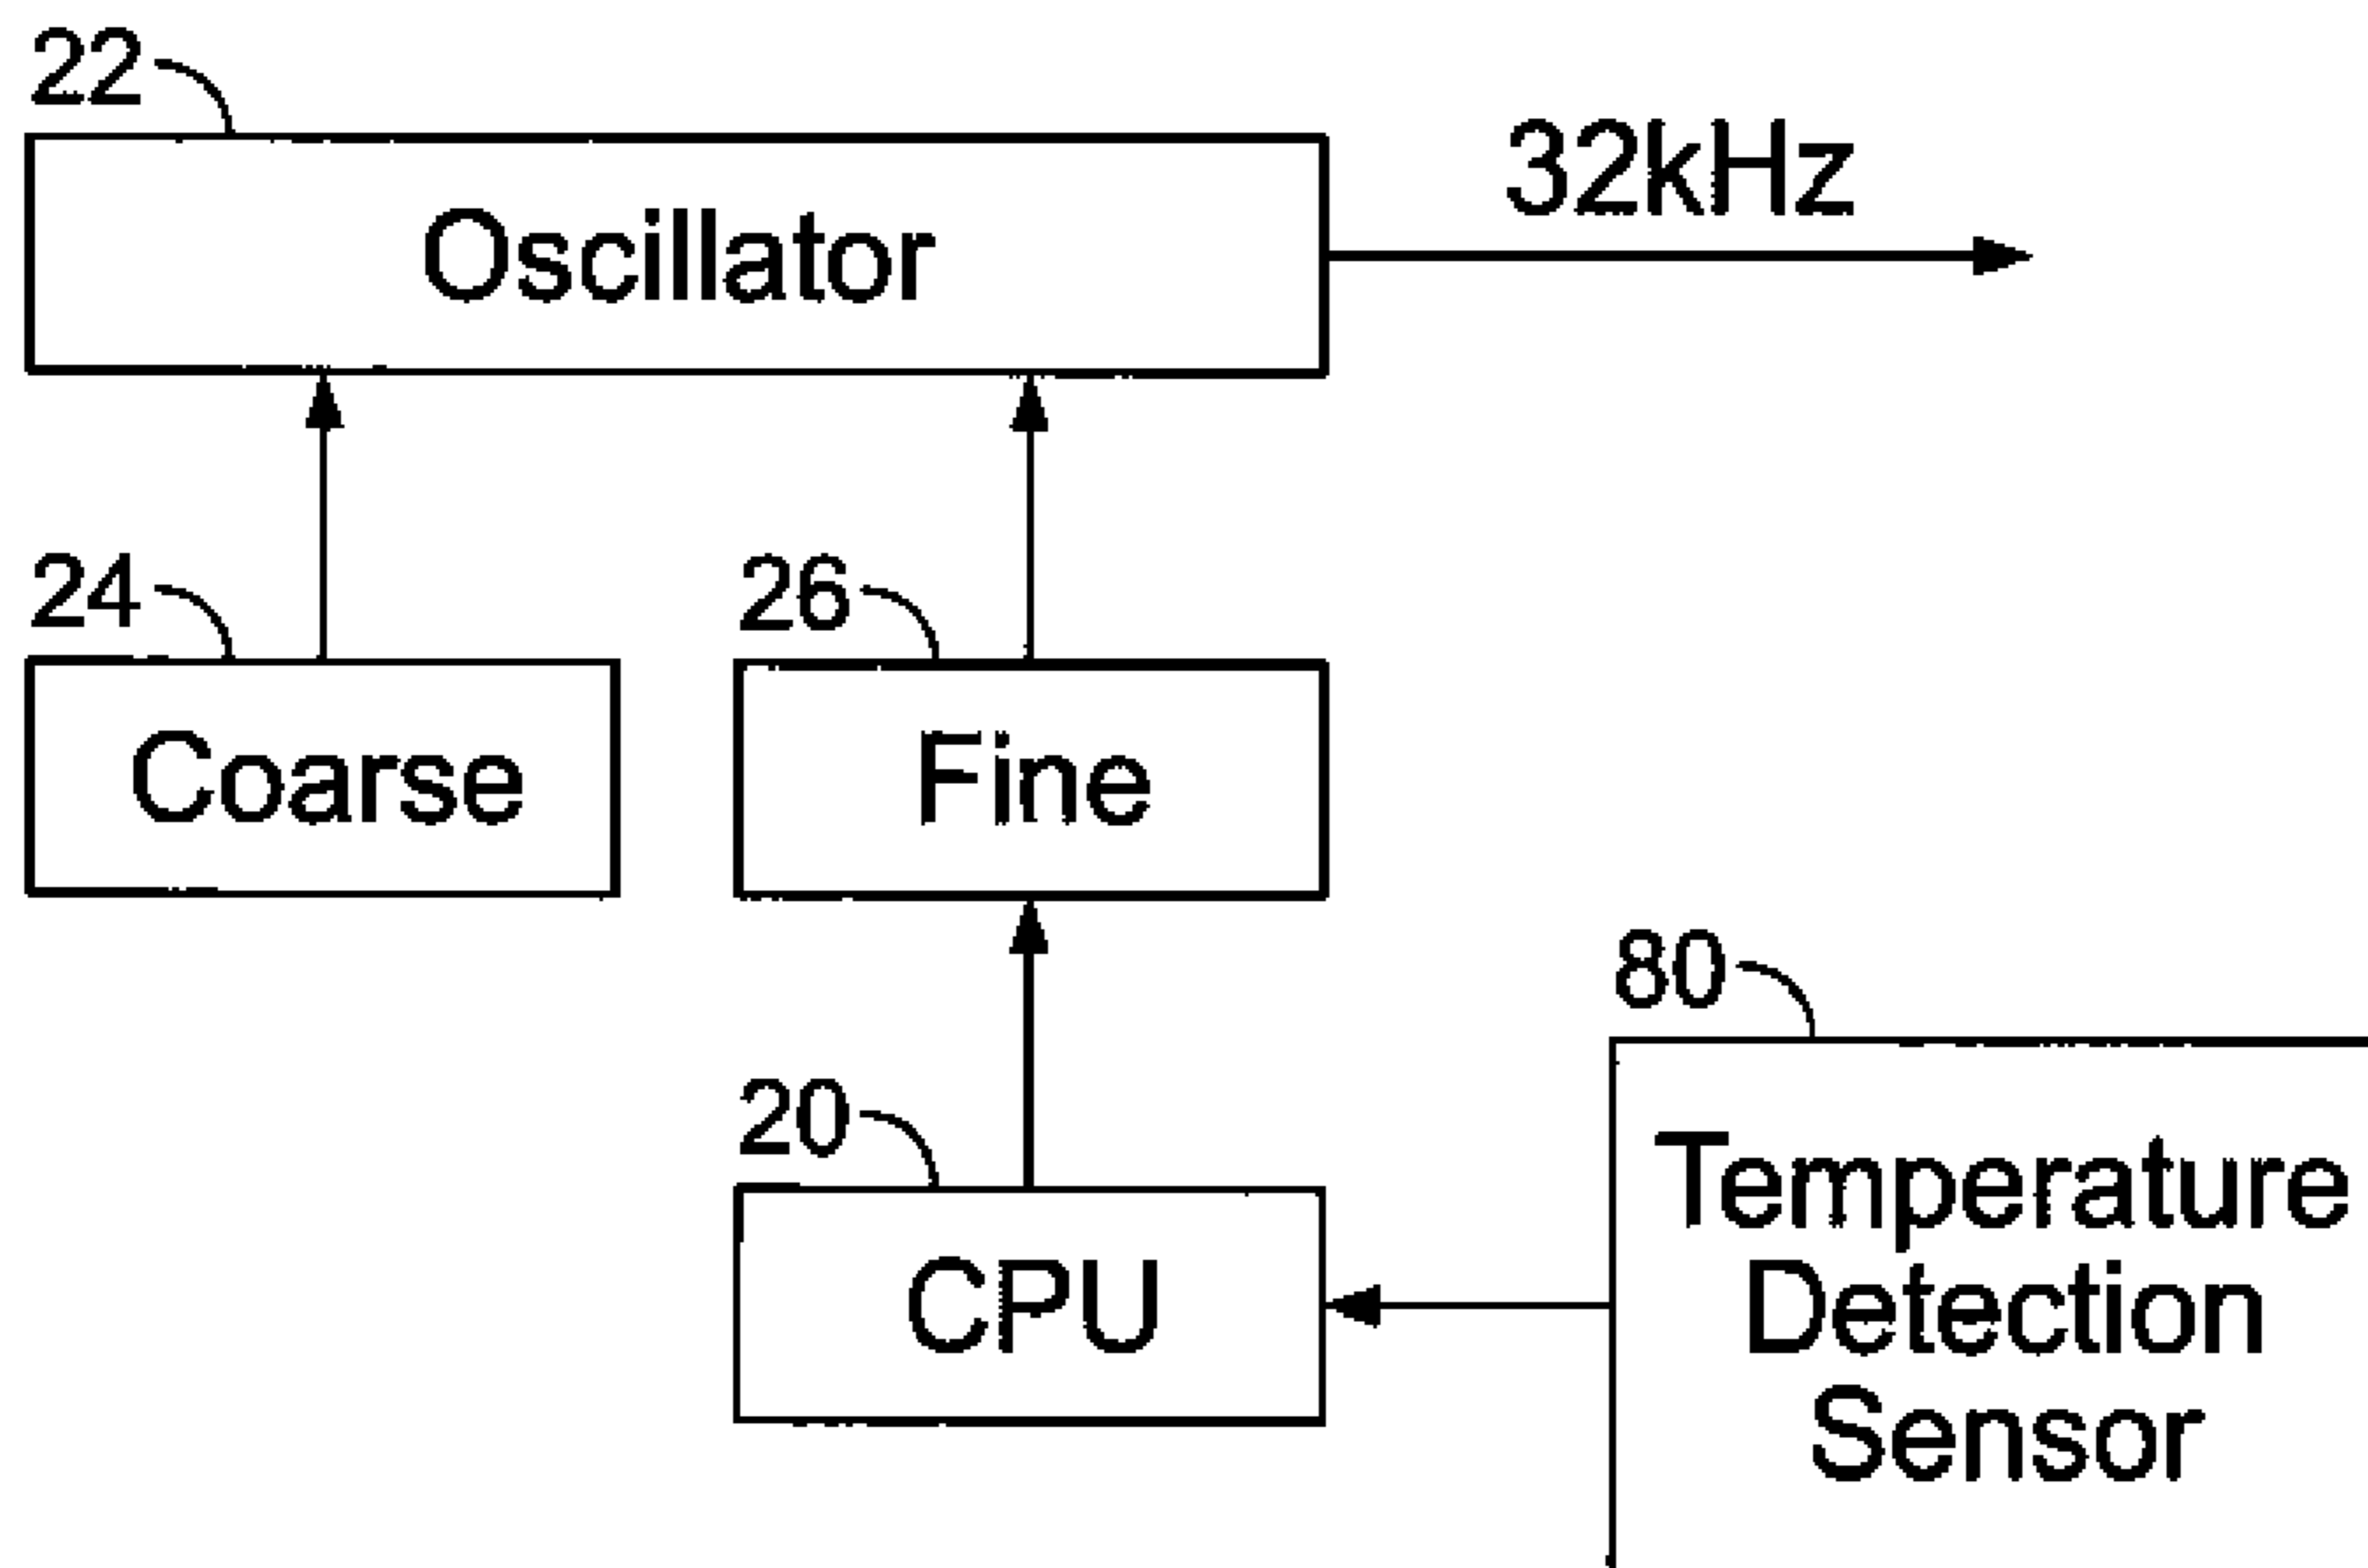 22
Oscillator
32kHz
24
Coarse
26
Fine
80
20
CPU
Temperature
Detection
Sensor